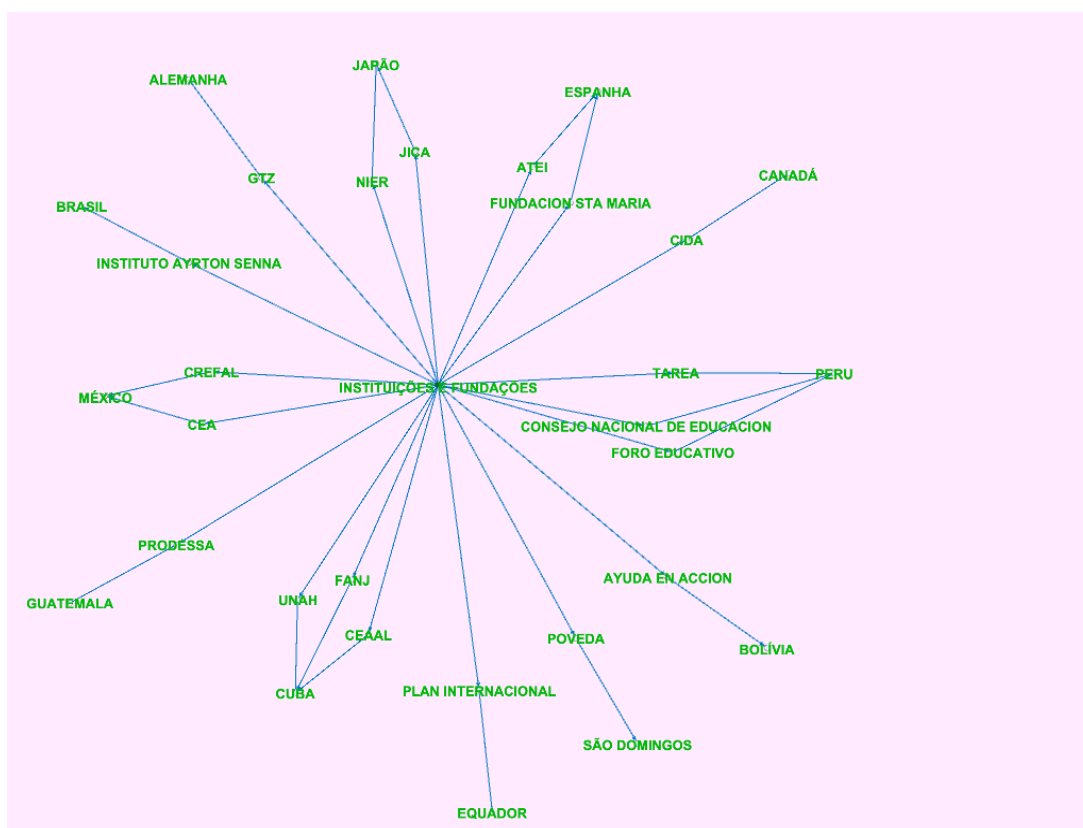 JAPÃO
ALEMANHA
ESPANHA
JICA
ATEI
CANADÁ
GTZ
NIER
FUNDACION STA MARIA
BRASIL
CIDA
INSTITUTO AYRTON SENNA
CREFAL
TAREA
PERU
INSTITUIÇÕES E FUNDAÇÕES
MÉXICO
CEA
CONSEJO NACIONAL DE EDUCACION
FORO EDUCATIVO
PRODESSA
AYUDA EN ACCION
FANJ
UNAH
GUATEMALA
CEAAL
POVEDA
BOLÍVIA
PLAN INTERNACIONAL
CUBA
SÃO DOMINGOS
EQUADOR